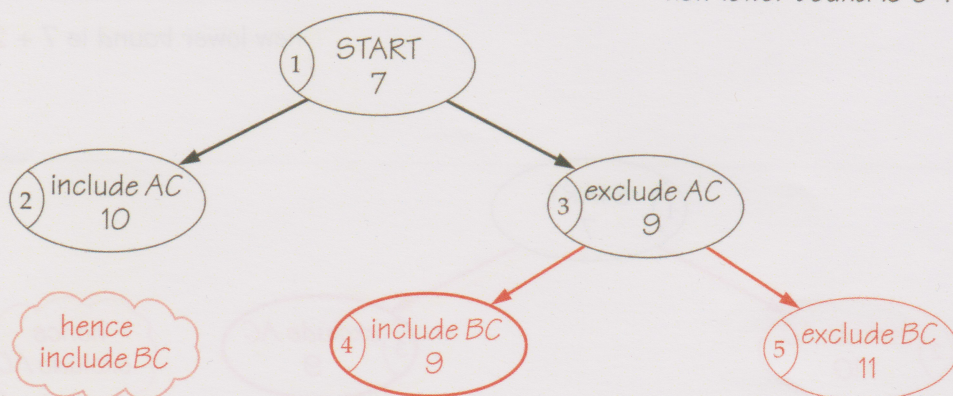 1
START
7
2
include AC
10
3
exclude AC
9
hence
include BC
4
include BC
9
5
exclude BC
11